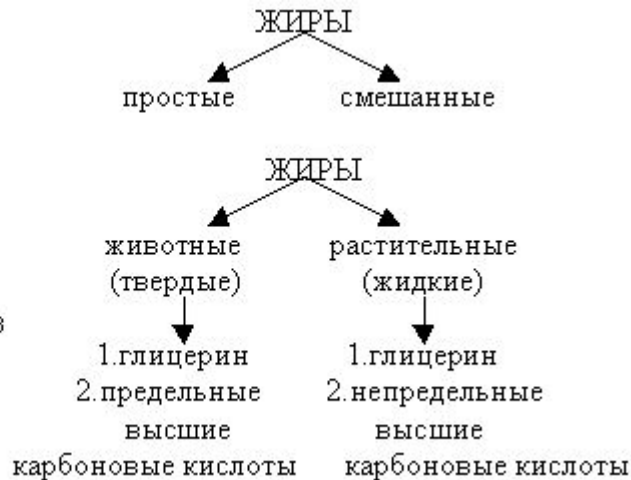 ЖИРЫ
простые смешанные
ЖИРЫ
животные растительные
(твердые) (жидкие)
1.глицерин 1.глицерин
2.предельные 2.непредельные
высшие высшие
карбоновые кислоты карбоновые кислоты